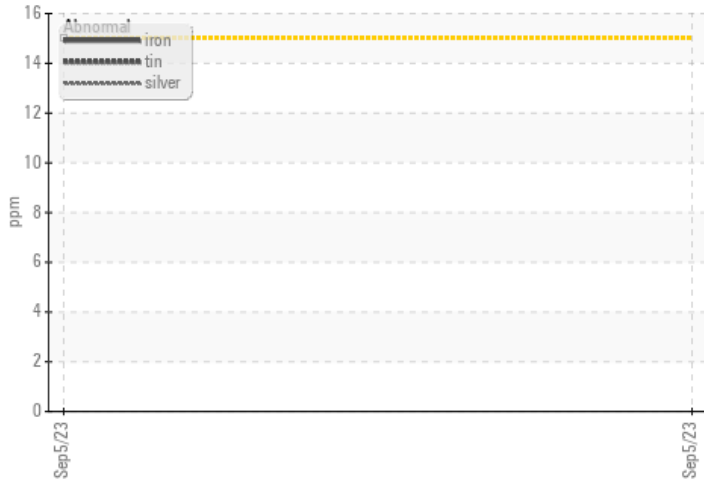 16
Abnormal
iron
14
tin
silver
12
10
ppm
8
6
4
2
0
Sep5/23
Sep5/23